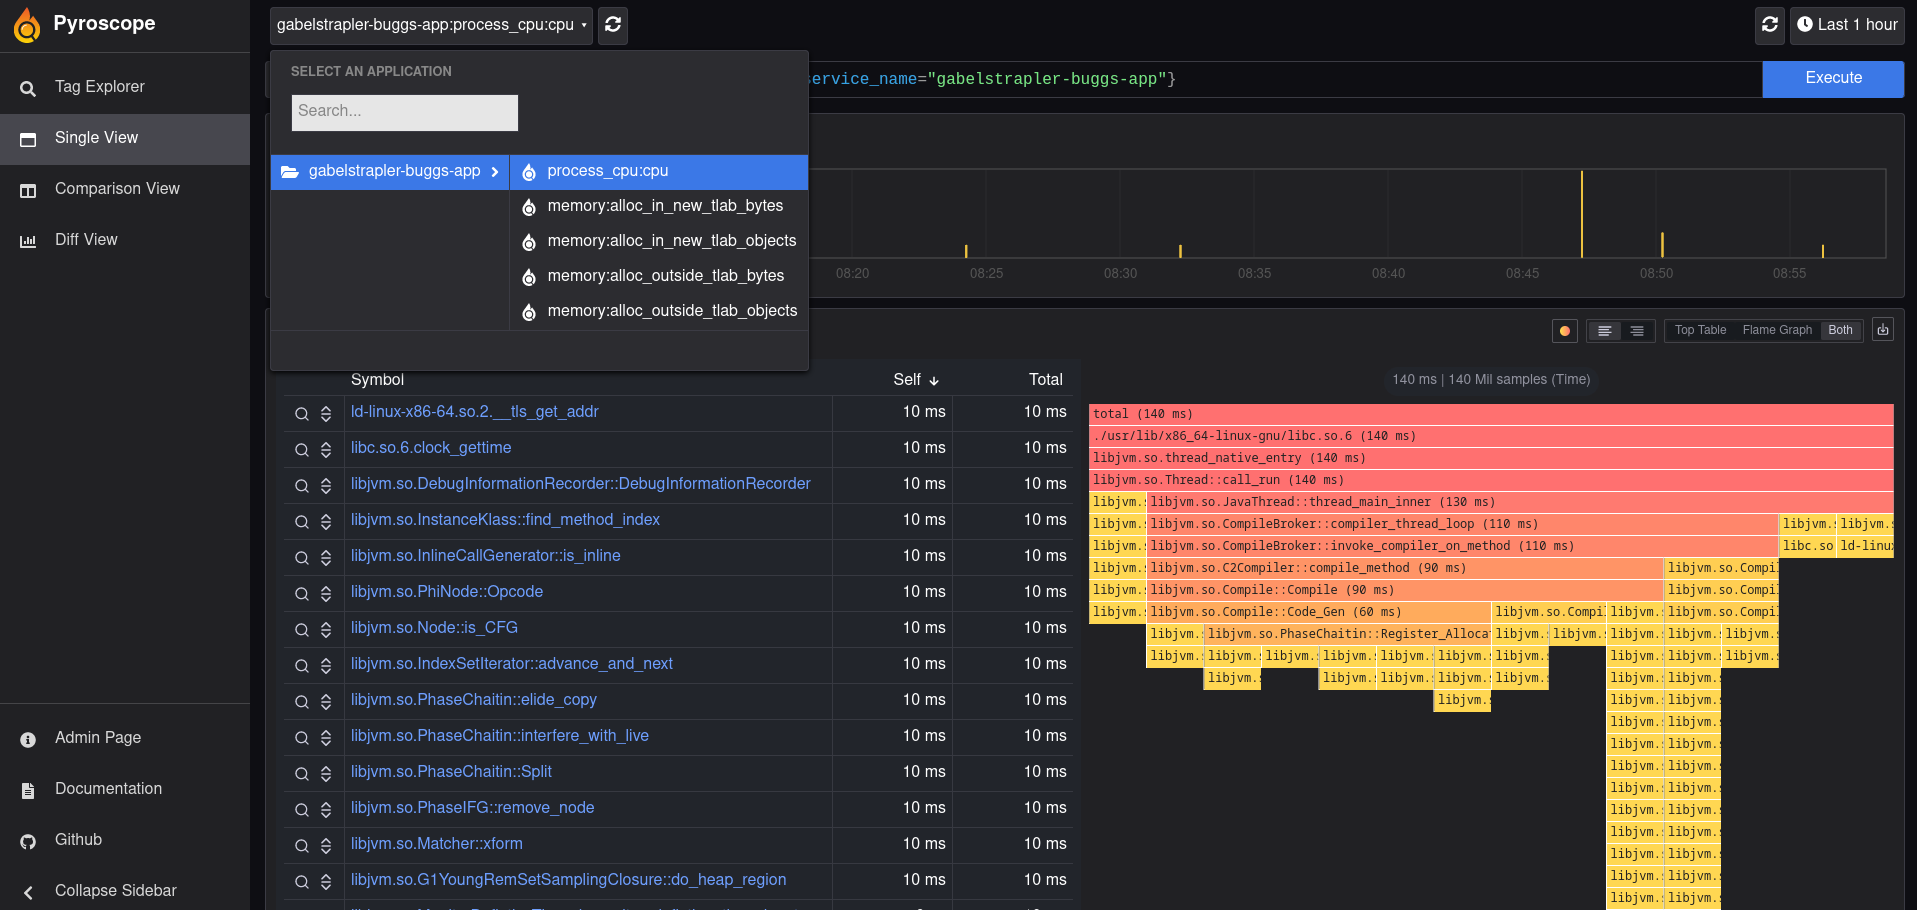 Pyroscope
gabelstrapler-buggs-app:process_cpu:cpu
Last 1 hour
Tag Explorer
Single View
Comparison View
Diff View
Admin Page
Documentation
Github
Collapse Sidebar
SELECT AN APPLICATION
Search...
gabelstrapler-buggs-app
process_cpu:cpu
memory:alloc_in_new_tlab_bytes
memory:alloc_in_new_tlab_objects
memory:alloc_outside_tlab_bytes
memory:alloc_outside_tlab_objects
service_name="gabelstrapler-buggs-app"}
Execute
08:20 08:25 08:30 08:35 08:40 08:45 08:50 08:55
Top Table Flame Graph Both
Symbol Self Total
ld-linux-x86-64.so.2.__tls_get_addr 10 ms 10 ms
libc.so.6.clock_gettime 10 ms 10 ms
libjvm.so.DebugInformationRecorder::DebugInformationRecorder 10 ms 10 ms
libjvm.so.InstanceKlass::find_method_index 10 ms 10 ms
libjvm.so.InlineCallGenerator::is_inline 10 ms 10 ms
libjvm.so.PhiNode::Opcode 10 ms 10 ms
libjvm.so.Node::is_CFG 10 ms 10 ms
libjvm.so.IndexSetIterator::advance_and_next 10 ms 10 ms
libjvm.so.PhaseChaitin::elide_copy 10 ms 10 ms
libjvm.so.PhaseChaitin::interfere_with_live 10 ms 10 ms
libjvm.so.PhaseChaitin::Split 10 ms 10 ms
libjvm.so.PhaseIFG::remove_node 10 ms 10 ms
libjvm.so.Matcher::xform 10 ms 10 ms
libjvm.so.G1YoungRemSetSamplingClosure::do_heap_region 10 ms 10 ms
140 ms | 140 Mil samples (Time)
total (140 ms)
./usr/lib/x86_64-linux-gnu/libc.so.6 (140 ms)
libjvm.so.thread_native_entry (140 ms)
libjvm.so.Thread::call_run (140 ms)
libjvm.s libjvm.so.JavaThread::thread_main_inner (130 ms)
libjvm.s libjvm.so.CompileBroker::compiler_thread_loop (110 ms) libjvm.s libjvm.s
libjvm.s libjvm.so.CompileBroker::invoke_compiler_on_method (110 ms) libc.so ld-linux
libjvm.s libjvm.so.C2Compiler::compile_method (90 ms) libjvm.so.Compil
libjvm.s libjvm.so.Compile::Compile (90 ms) libjvm.so.Compil
libjvm.s libjvm.so.Compile::Code_Gen (60 ms) libjvm.so.Compi libjvm.s libjvm.so.Compil
libjvm.s libjvm.so.PhaseChaitin::Register_Allocat libjvm.s libjvm.s libjvm.s libjvm.s libjvm.s
libjvm.s libjvm.s libjvm.s libjvm.s libjvm.s libjvm.s libjvm.s libjvm.s libjvm.s libjvm.s
libjvm.s libjvm.s libjvm.s libjvm.s libjvm.s libjvm.s libjvm.s
libjvm.s libjvm.s libjvm.s
libjvm.s libjvm.s
libjvm.s libjvm.s
libjvm.s libjvm.s
libjvm.s libjvm.s
libjvm.s libjvm.s
libjvm.s libjvm.s
libjvm.s libjvm.s
libjvm.s libjvm.s
libjvm.s libjvm.s